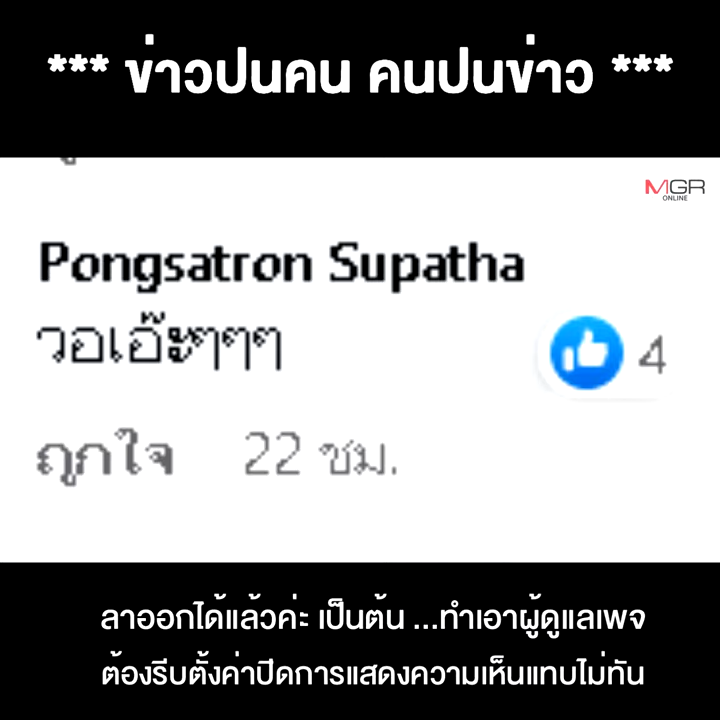 *** ข่าวปนคน คนปนข่าว ***
MGR
ONLINE
Pongsatron Supatha
วอเอ๊ะๆๆๆ
4
ถูกใจ 22 ชม.
ลาออกได้แล้วค่ะ เป็นต้น ...ทำเอาผู้ดูแลเพจ
ต้องรีบตั้งค่าปิดการแสดงความเห็นแทบไม่ทัน